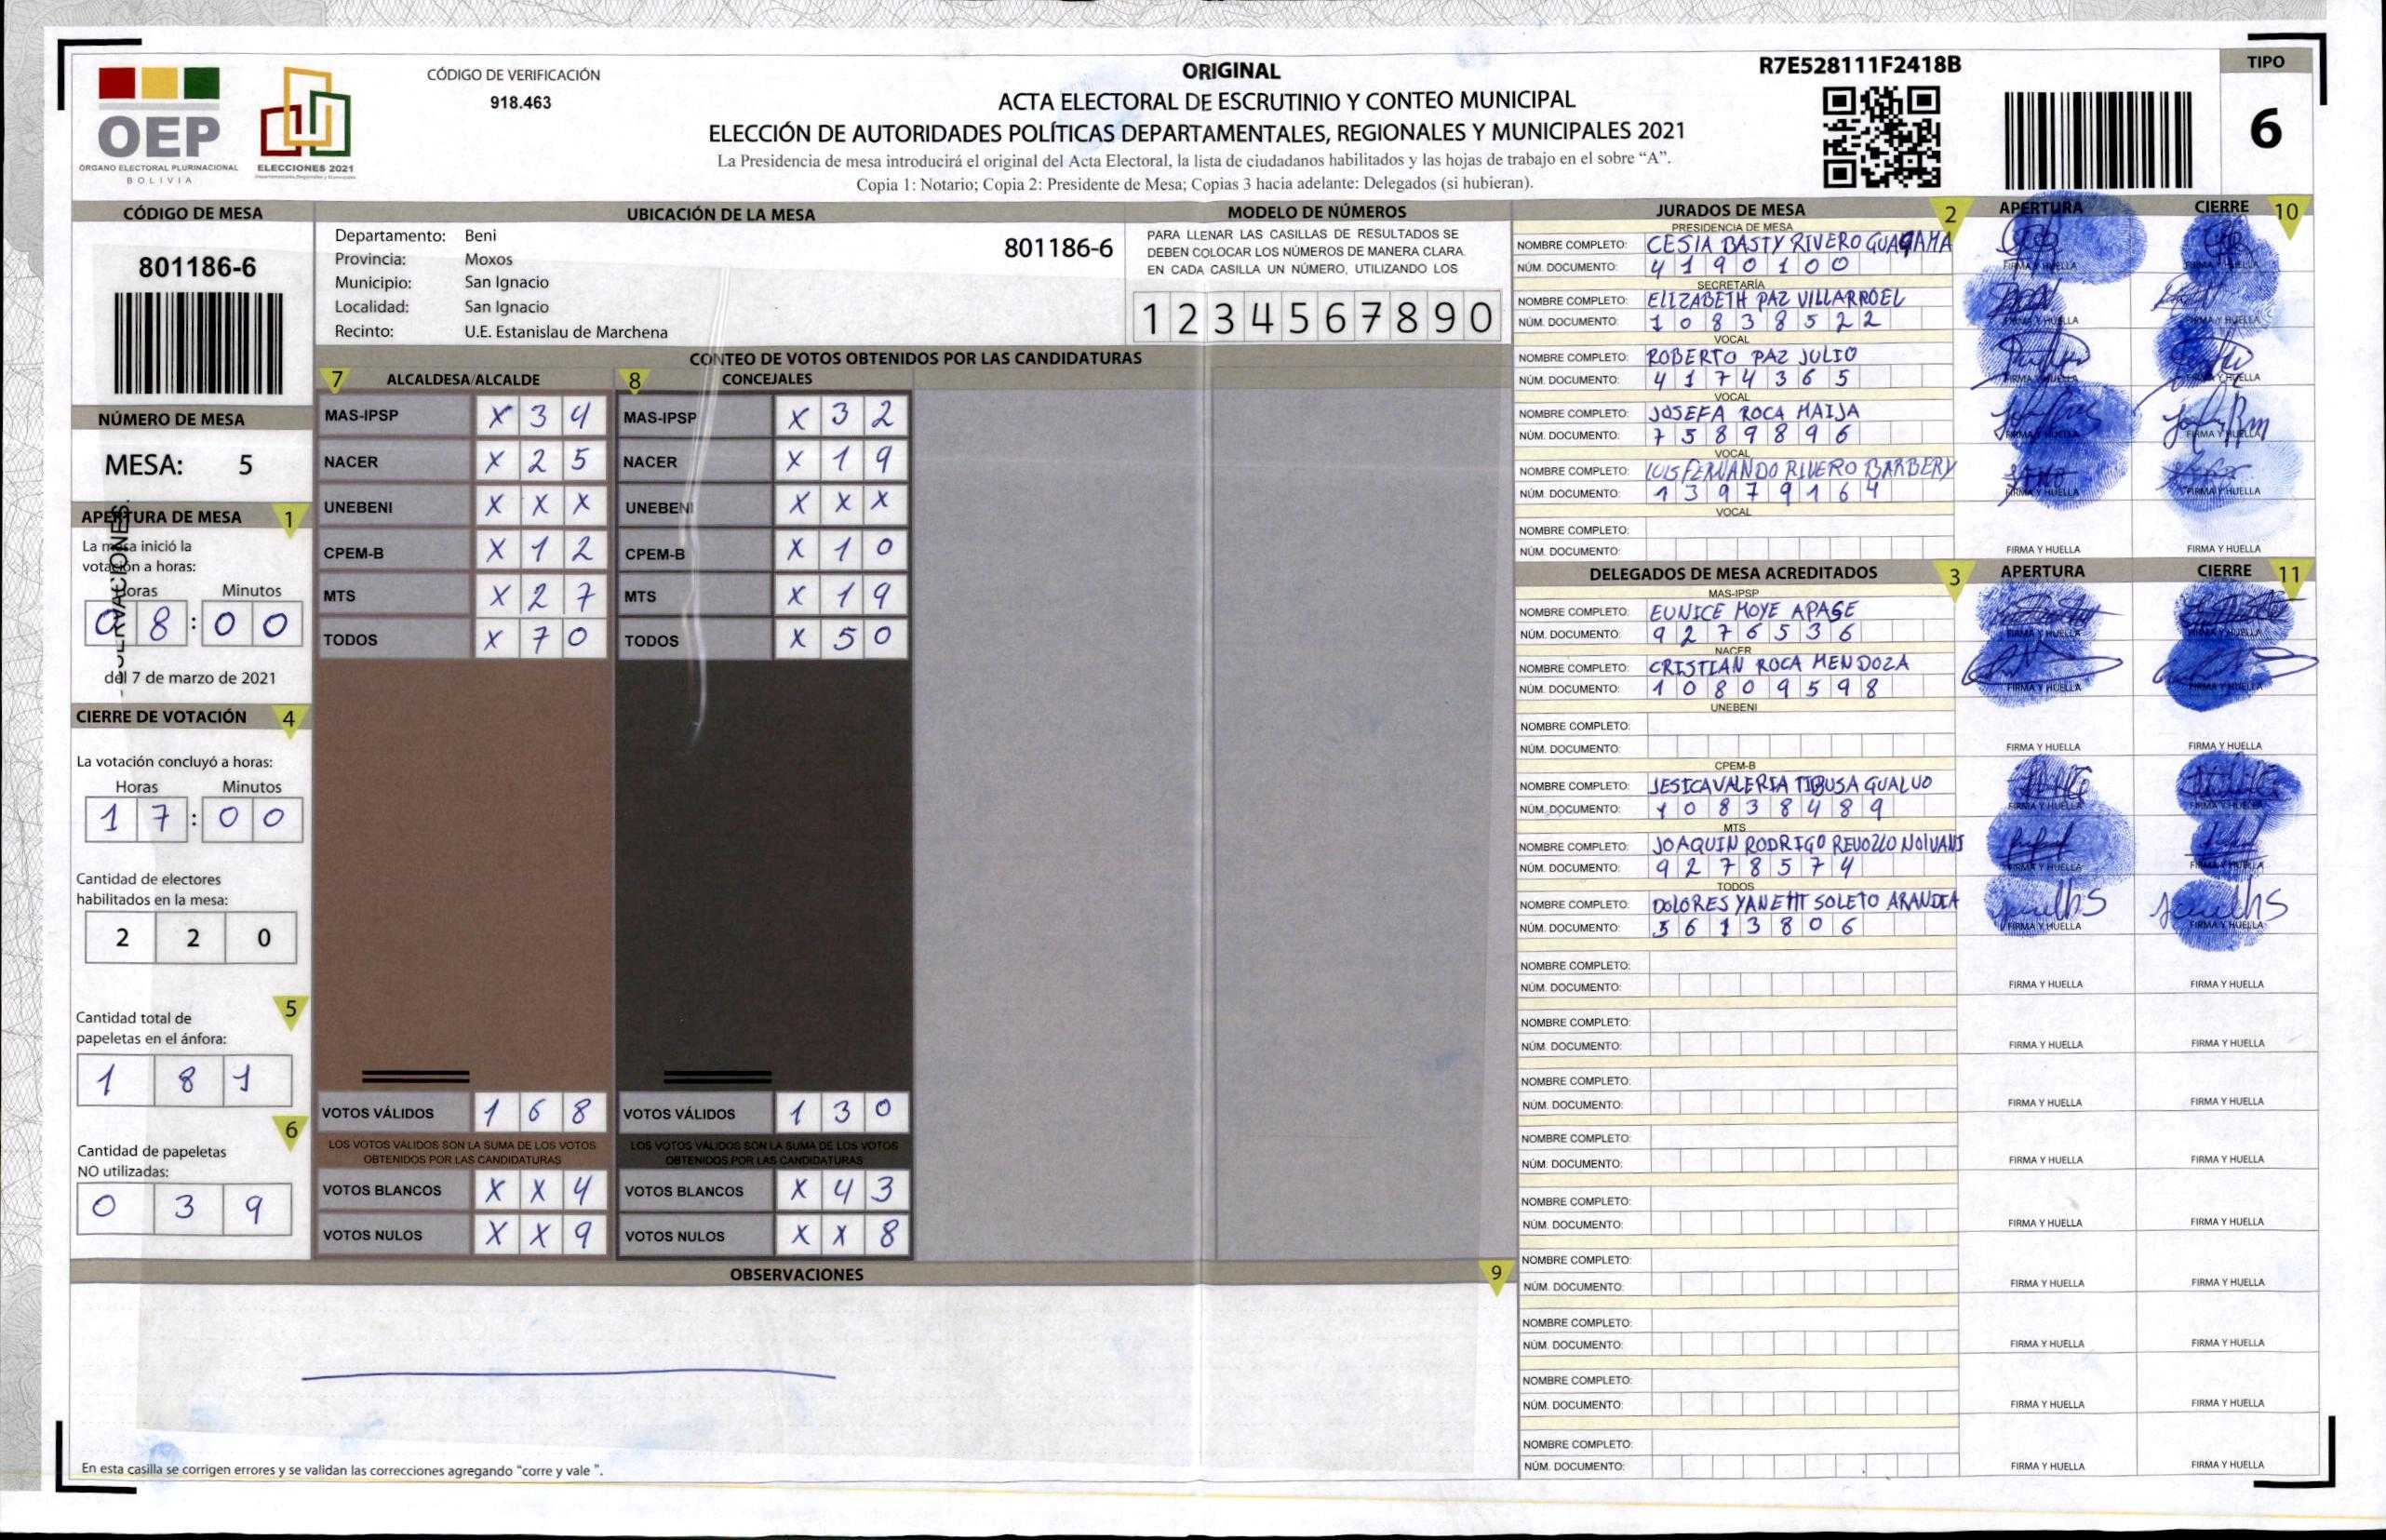 OEP
ÓRGANO ELECTORAL PLURINACIONAL
BOLIVIA
ELECCIONES 2021
CÓDIGO DE VERIFICACIÓN
918.463
ORIGINAL
ACTA ELECTORAL DE ESCRUTINIO Y CONTEO MUNICIPAL
ELECCIÓN DE AUTORIDADES POLÍTICAS DEPARTAMENTALES, REGIONALES Y MUNICIPALES 2021
La Presidencia de mesa introducirá el original del Acta Electoral, la lista de ciudadanos habilitados y las hojas de trabajo en el sobre “A”.
Copia 1: Notario; Copia 2: Presidente de Mesa; Copias 3 hacia adelante: Delegados (si hubieran).
R7E528111F2418B
TIPO
6
CÓDIGO DE MESA
801186-6
NÚMERO DE MESA
MESA: 5
APERTURA DE MESA 1
La mesa inició la
votación a horas:
Horas Minutos
0 8 : 0 0
del 7 de marzo de 2021
CIERRE DE VOTACIÓN 4
La votación concluyó a horas:
Horas Minutos
1 7 : 0 0
Cantidad de electores
habilitados en la mesa:
2 2 0
5
Cantidad total de
papeletas en el ánfora:
1 8 1
6
Cantidad de papeletas
NO utilizadas:
0 3 9
UBICACIÓN DE LA MESA
Departamento: Beni
801186-6
Provincia: Moxos
Municipio: San Ignacio
Localidad: San Ignacio
Recinto: U.E. Estanislau de Marchena
MODELO DE NÚMEROS
PARA LLENAR LAS CASILLAS DE RESULTADOS SE
DEBEN COLOCAR LOS NÚMEROS DE MANERA CLARA.
EN CADA CASILLA UN NÚMERO, UTILIZANDO LOS
1 2 3 4 5 6 7 8 9 0
CONTEO DE VOTOS OBTENIDOS POR LAS CANDIDATURAS
7 ALCALDESA/ALCALDE
MAS-IPSP X 3 4
NACER X 2 5
UNEBENI X X X
CPEM-B X 1 2
MTS X 2 7
TODOS X 7 0
VOTOS VÁLIDOS 1 6 8
LOS VOTOS VÁLIDOS SON LA SUMA DE LOS VOTOS
OBTENIDOS POR LAS CANDIDATURAS
VOTOS BLANCOS X X 4
VOTOS NULOS X X 9
8 CONCEJALES
MAS-IPSP X 3 2
NACER X 1 9
UNEBENI X X X
CPEM-B X 1 0
MTS X 1 9
TODOS X 5 0
VOTOS VÁLIDOS 1 3 0
LOS VOTOS VÁLIDOS SON LA SUMA DE LOS VOTOS
OBTENIDOS POR LAS CANDIDATURAS
VOTOS BLANCOS X 4 3
VOTOS NULOS X X 8
OBSERVACIONES 9
En esta casilla se corrigen errores y se validan las correcciones agregando “corre y vale ”.
JURADOS DE MESA 2 APERTURA CIERRE 10
PRESIDENCIA DE MESA
NOMBRE COMPLETO: CESIA BASTY RIVERO
NÚM. DOCUMENTO: 4190100 FIRMA Y HUELLA FIRMA Y HUELLA
SECRETARÍA
NOMBRE COMPLETO: ELIZABETH PAZ VILLARROEL
NÚM. DOCUMENTO: 10838522 FIRMA Y HUELLA FIRMA Y HUELLA
VOCAL
NOMBRE COMPLETO: ROBERTO PAZ JULIO
NÚM. DOCUMENTO: 4174365 FIRMA Y HUELLA FIRMA Y HUELLA
VOCAL
NOMBRE COMPLETO: JOSEFA ROCA MAIJA
NÚM. DOCUMENTO: 7589896 FIRMA Y HUELLA FIRMA Y HUELLA
VOCAL
NOMBRE COMPLETO: LUIS FERNANDO RIVERO BARBERY
NÚM. DOCUMENTO: 13979164 FIRMA Y HUELLA FIRMA Y HUELLA
VOCAL
NOMBRE COMPLETO:
NÚM. DOCUMENTO: FIRMA Y HUELLA FIRMA Y HUELLA
DELEGADOS DE MESA ACREDITADOS 3 APERTURA CIERRE 11
MAS-IPSP
NOMBRE COMPLETO: EUNICE MOYE APASE
NÚM. DOCUMENTO: 9276536 FIRMA Y HUELLA FIRMA Y HUELLA
NACER
NOMBRE COMPLETO: CRISTIAN ROCA MENDOZA
NÚM. DOCUMENTO: 10809598 FIRMA Y HUELLA FIRMA Y HUELLA
UNEBENI
NOMBRE COMPLETO:
NÚM. DOCUMENTO: FIRMA Y HUELLA FIRMA Y HUELLA
CPEM-B
NOMBRE COMPLETO: JESICA VALERIA
NÚM. DOCUMENTO: 10838489 FIRMA Y HUELLA FIRMA Y HUELLA
MTS
NOMBRE COMPLETO: JOAQUIN RODRIGO
NÚM. DOCUMENTO: 9278574 FIRMA Y HUELLA FIRMA Y HUELLA
TODOS
NOMBRE COMPLETO: DOLORES YANETH SOLETO
NÚM. DOCUMENTO: 5613806 FIRMA Y HUELLA FIRMA Y HUELLA
NOMBRE COMPLETO:
NÚM. DOCUMENTO: FIRMA Y HUELLA FIRMA Y HUELLA
NOMBRE COMPLETO:
NÚM. DOCUMENTO: FIRMA Y HUELLA FIRMA Y HUELLA
NOMBRE COMPLETO:
NÚM. DOCUMENTO: FIRMA Y HUELLA FIRMA Y HUELLA
NOMBRE COMPLETO:
NÚM. DOCUMENTO: FIRMA Y HUELLA FIRMA Y HUELLA
NOMBRE COMPLETO:
NÚM. DOCUMENTO: FIRMA Y HUELLA FIRMA Y HUELLA
NOMBRE COMPLETO:
NÚM. DOCUMENTO: FIRMA Y HUELLA FIRMA Y HUELLA
NOMBRE COMPLETO:
NÚM. DOCUMENTO: FIRMA Y HUELLA FIRMA Y HUELLA
NOMBRE COMPLETO:
NÚM. DOCUMENTO: FIRMA Y HUELLA FIRMA Y HUELLA
NOMBRE COMPLETO:
NÚM. DOCUMENTO: FIRMA Y HUELLA FIRMA Y HUELLA